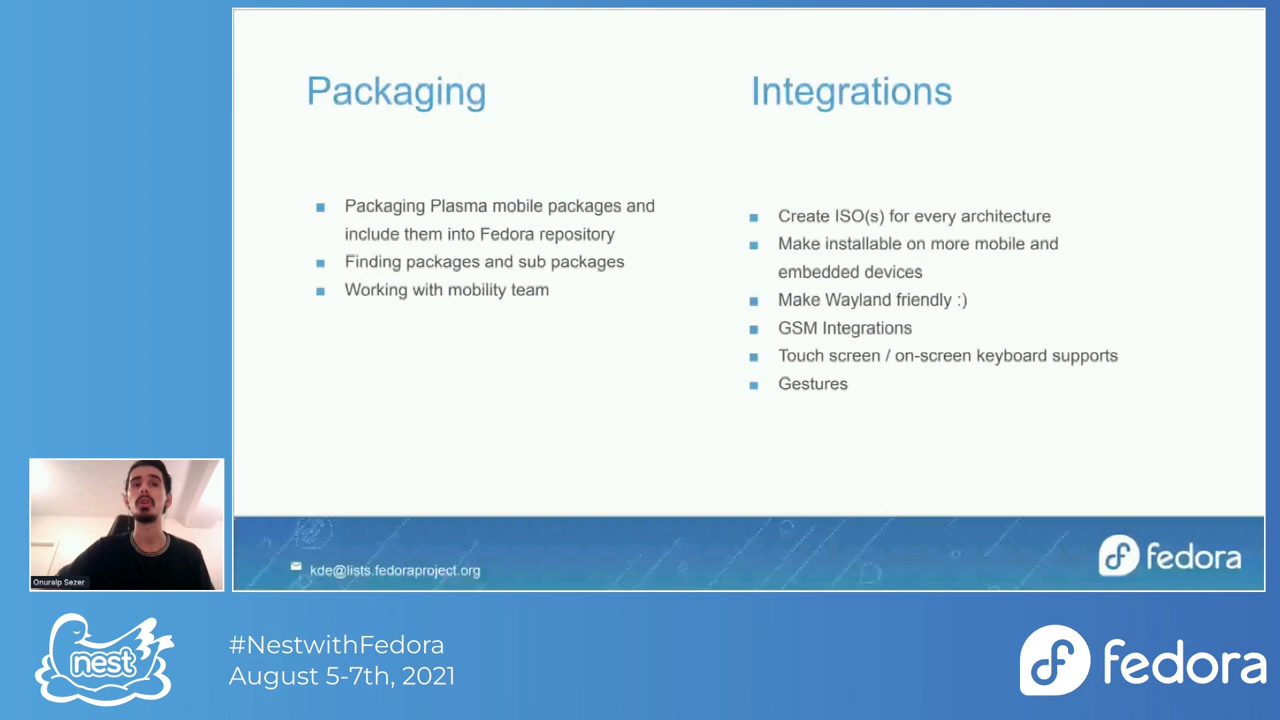 Packaging
Packaging Plasma mobile packages and
include them into Fedora repository
Finding packages and sub packages
Working with mobility team
Integrations
Create ISO(s) for every architecture
Make installable on more mobile and
embedded devices
Make Wayland friendly :)
GSM Integrations
Touch screen / on-screen keyboard supports
Gestures
kde@lists.fedoraproject.org
fedora
Onuralp Sezer
nest
#NestwithFedora
August 5-7th, 2021
fedora